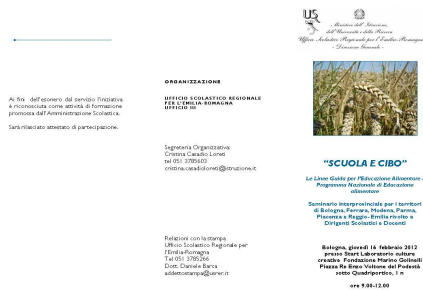 Ai fini dell'esonero dal servizio l'iniziativa
è riconosciuta come attività di formazione
promossa dall'Amministrazione Scolastica.
Sarà rilasciato attestato di partecipazione.
ORGANIZZAZIONE
UFFICIO SCOLASTICO REGIONALE
PER L'EMILIA-ROMAGNA
UFFICIO III
Segreteria Organizzativa:
Cristina Casadio Loreti
tel 051 3785603
cristina.casadioloreti@istruzione.it
Relazioni con la stampa
Ufficio Scolastico Regionale per
l'Emilia-Romagna
Tel 051 3785266
Dott. Daniele Barca
addettostampa@usrer.it
US
Ministero dell'Istruzione,
dell'Università e della Ricerca
Ufficio Scolastico Regionale per l'Emilia-Romagna
- Direzione Generale -
"SCUOLA E CIBO"
Le Linee Guida per l'Educazione Alimentare -
Programma Nazionale di Educazione
alimentare
Seminario interprovinciale per i territori
di Bologna, Ferrara, Modena, Parma,
Piacenza e Reggio-Emilia rivolto a
Dirigenti Scolastici e Docenti
Bologna, giovedì 16 febbraio 2012
presso Start Laboratorio culture
creative Fondazione Marino Golinelli
Piazza Re Enzo Voltone del Podestà
sotto Quadriportico, 1 n
ore 9.00-12.00